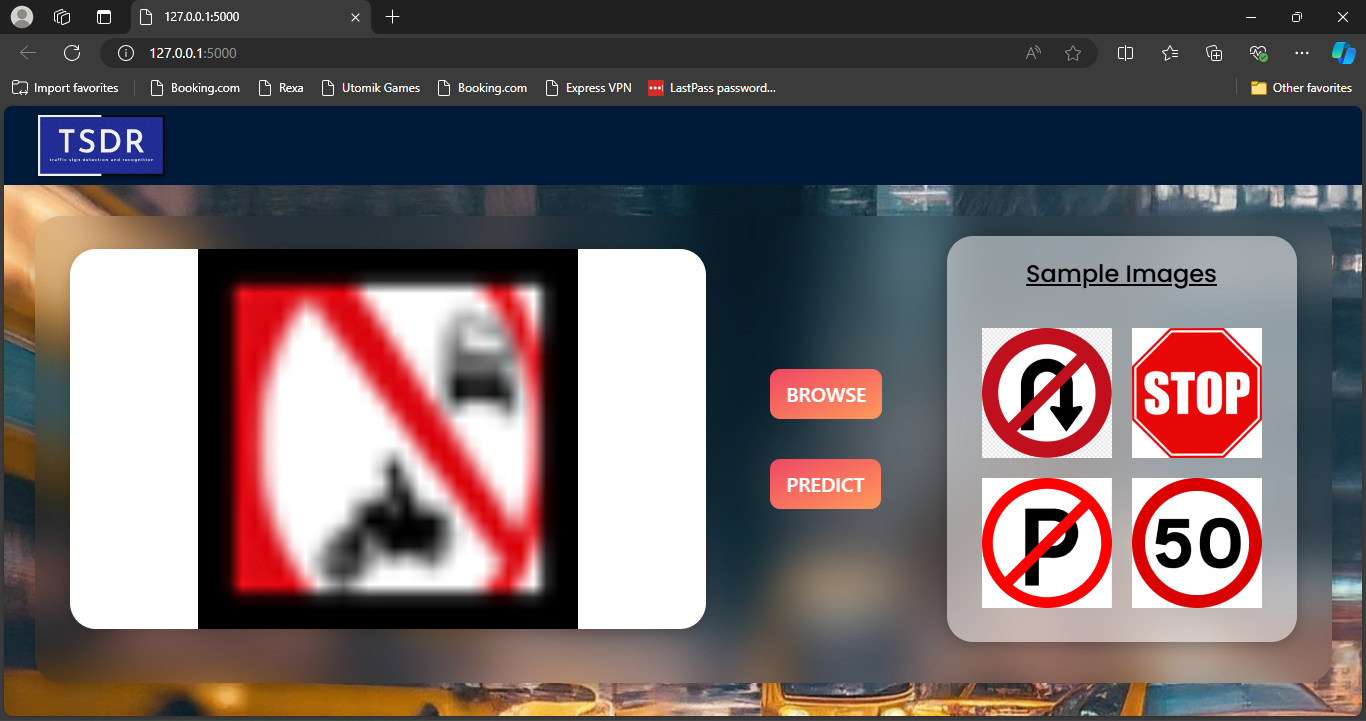 127.0.0.1:5000
127.0.0.1:5000
Import favorites
Booking.com
Rexa
Utomik Games
Booking.com
Express VPN
LastPass password...
Other favorites
TSDR
traffic sign detection and recognition
Sample Images
STOP
BROWSE
PREDICT
P
50